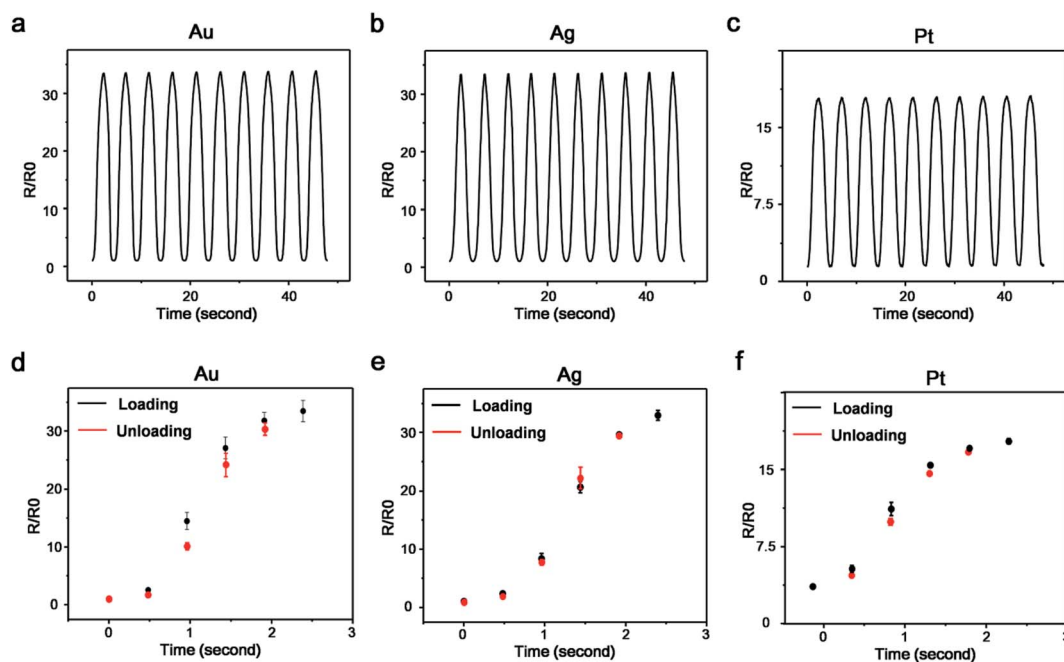 a
Au
R/R0
30
20
10
0
0
20
40
Time (second)
b
Ag
R/R0
30
20
10
0
0
20
40
Time (second)
c
Pt
R/R0
15
7.5
0
0
20
40
Time (second)
d
Au
Loading
Unloading
R/R0
30
20
10
0
0
1
2
3
Time (second)
e
Ag
Loading
Unloading
R/R0
30
20
10
0
0
1
2
3
Time (second)
f
Pt
Loading
Unloading
R/R0
15
7.5
0
0
1
2
Time (second)